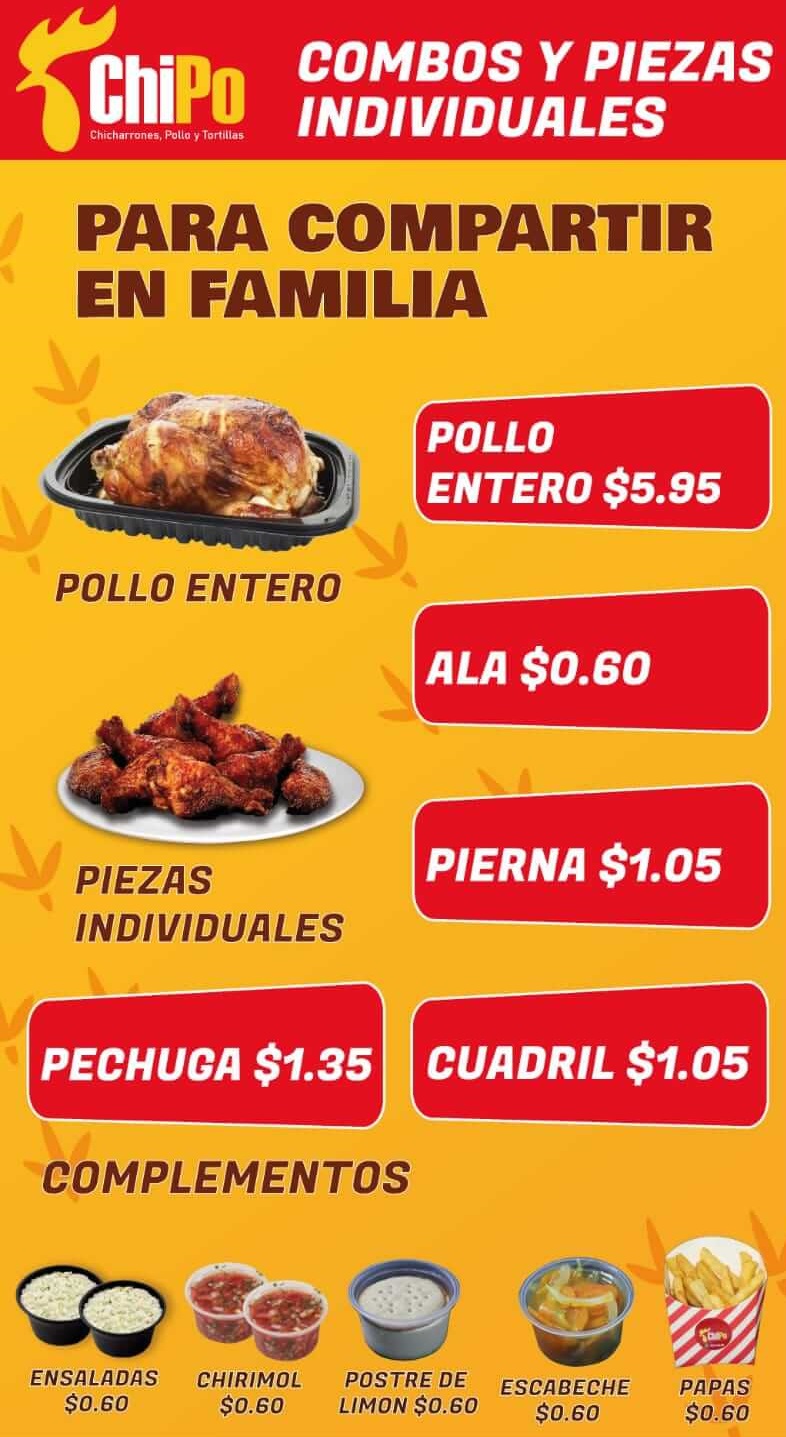 ChiPo
Chicharrones, Pollo y Tortillas
COMBOS Y PIEZAS
INDIVIDUALES
PARA COMPARTIR
EN FAMILIA
POLLO ENTERO
POLLO
ENTERO $5.95
ALA $0.60
PIEZAS
INDIVIDUALES
PIERNA $1.05
PECHUGA $1.35
CUADRIL $1.05
COMPLEMENTOS
ChiPo
ENSALADAS
$0.60
CHIRIMOL
$0.60
POSTRE DE
LIMON $0.60
ESCABECHE
$0.60
PAPAS
$0.60